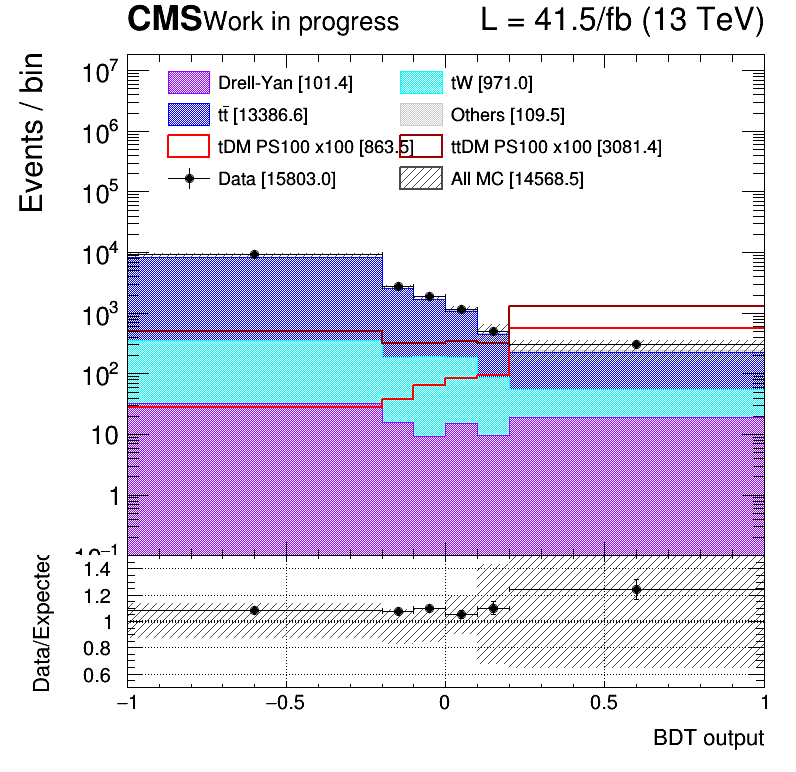 CMS Work in progress L = 41.5/fb (13 TeV)
Events / bin
10⁷
10⁶
10⁵
10⁴
10³
10²
10
1
10⁻¹
Drell-Yan [101.4] tW [971.0]
tt̄ [13386.6] Others [109.5]
tDM PS100 x100 [863.5] ttDM PS100 x100 [3081.4]
Data [15803.0] All MC [14568.5]
Data/Expected
1.4
1.2
1
0.8
0.6
−1 −0.5 0 0.5 1
BDT output